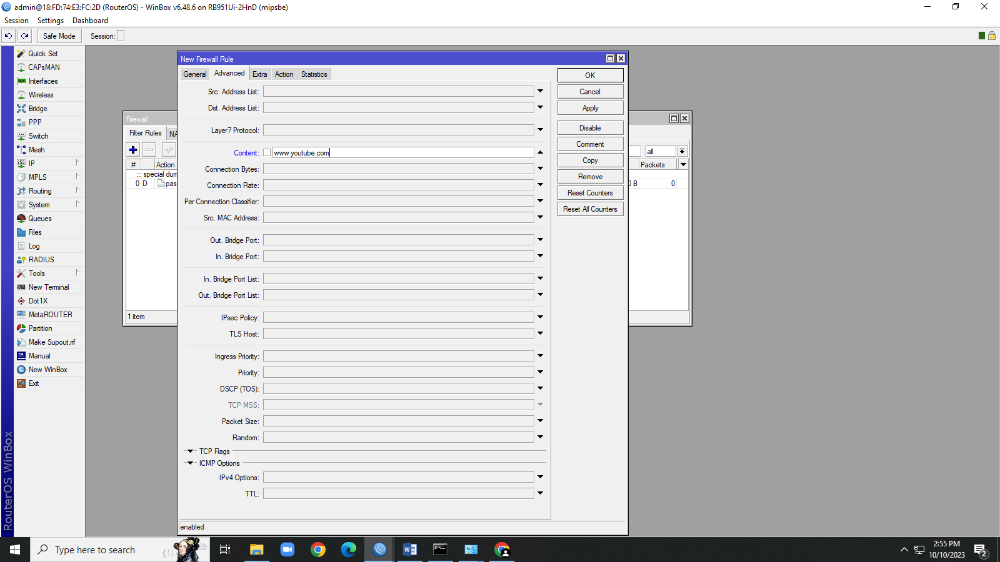 admin@18:FD:74:E3:FC:2D (RouterOS) - WinBox v6.48.6 on RB951Ui-2HnD (mipsbe)
Session Settings Dashboard
Safe Mode Session:
Quick Set
CAPsMAN
Interfaces
Wireless
Bridge
PPP
Switch
Mesh
IP
MPLS
Routing
System
Queues
Files
Log
RADIUS
Tools
New Terminal
Dot1X
MetaROUTER
Partition
Make Supout.rif
Manual
New WinBox
Exit
RouterOS WinBox
Firewall
Filter Rules NA
all
# Action Packets
;;; special dum
0 D pas 0 B 0
1 item
New Firewall Rule
General Advanced Extra Action Statistics
Src. Address List:
Dst. Address List:
Layer7 Protocol:
Content: www.youtube.com
Connection Bytes:
Connection Rate:
Per Connection Classifier:
Src. MAC Address:
Out. Bridge Port:
In. Bridge Port:
In. Bridge Port List:
Out. Bridge Port List:
IPsec Policy:
TLS Host:
Ingress Priority:
Priority:
DSCP (TOS):
TCP MSS:
Packet Size:
Random:
TCP Flags
ICMP Options
IPv4 Options:
TTL:
enabled
OK
Cancel
Apply
Disable
Comment
Copy
Remove
Reset Counters
Reset All Counters
Type here to search
2:55 PM
10/10/2023
2